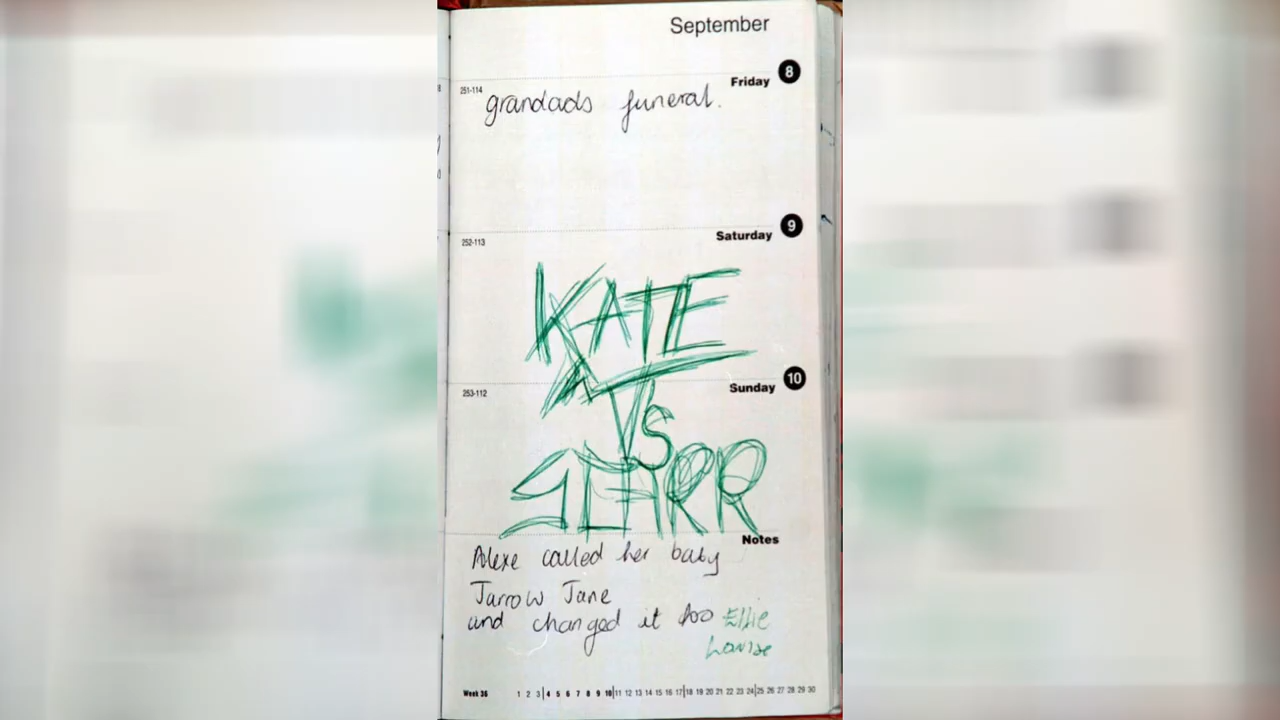 September
Friday 8
251-114
grandads funeral.
Saturday 9
252-113
KATIE
Sunday 10
253-112
VS
Notes
Alexe called her baby
Jarrow Jane
and changed it too Ellie
Louise
Week 36 1 2 3 4 5 6 7 8 9 10 11 12 13 14 15 16 17 18 19 20 21 22 23 24 25 26 27 28 29 30